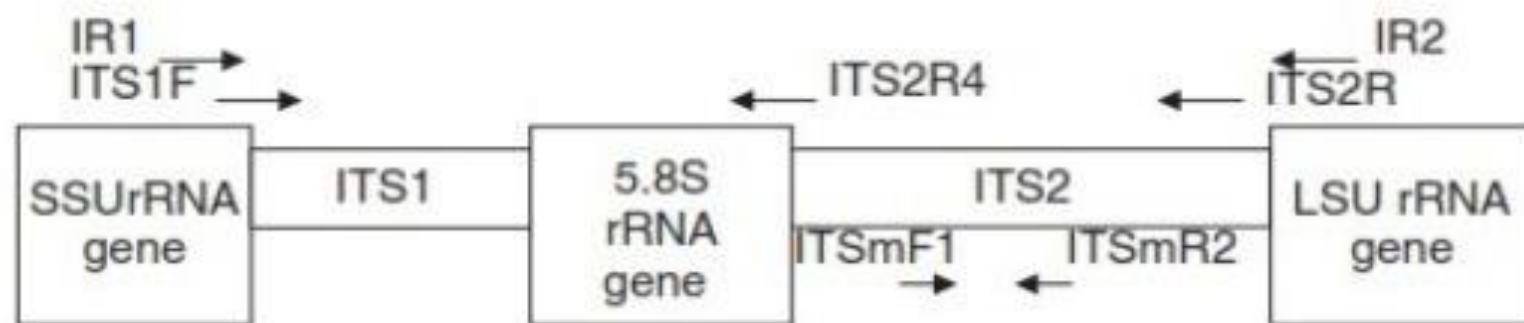 IR1
IR2
ITS1F
ITS2R4
ITS2R
SSUrRNA
gene
ITS1
5.8S
rRNA
gene
ITS2
LSU rRNA
gene
ITSmF1
ITSmR2